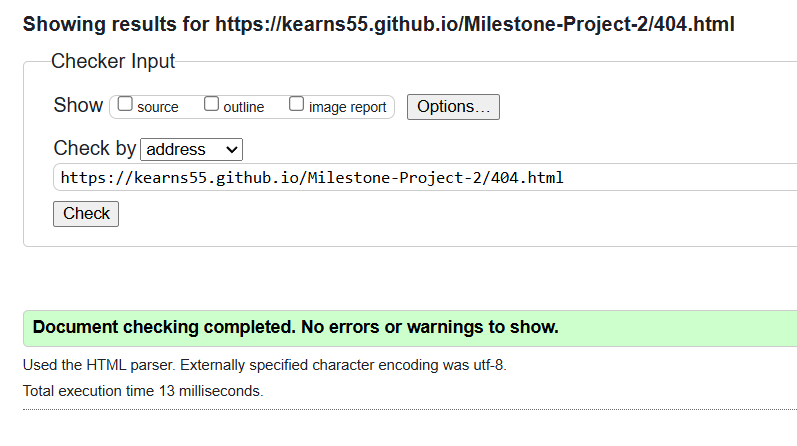 Showing results for https://kearns55.github.io/Milestone-Project-2/404.html
Checker Input
Show source outline image report Options…
Check by address
https://kearns55.github.io/Milestone-Project-2/404.html
Check
Document checking completed. No errors or warnings to show.
Used the HTML parser. Externally specified character encoding was utf-8.
Total execution time 13 milliseconds.